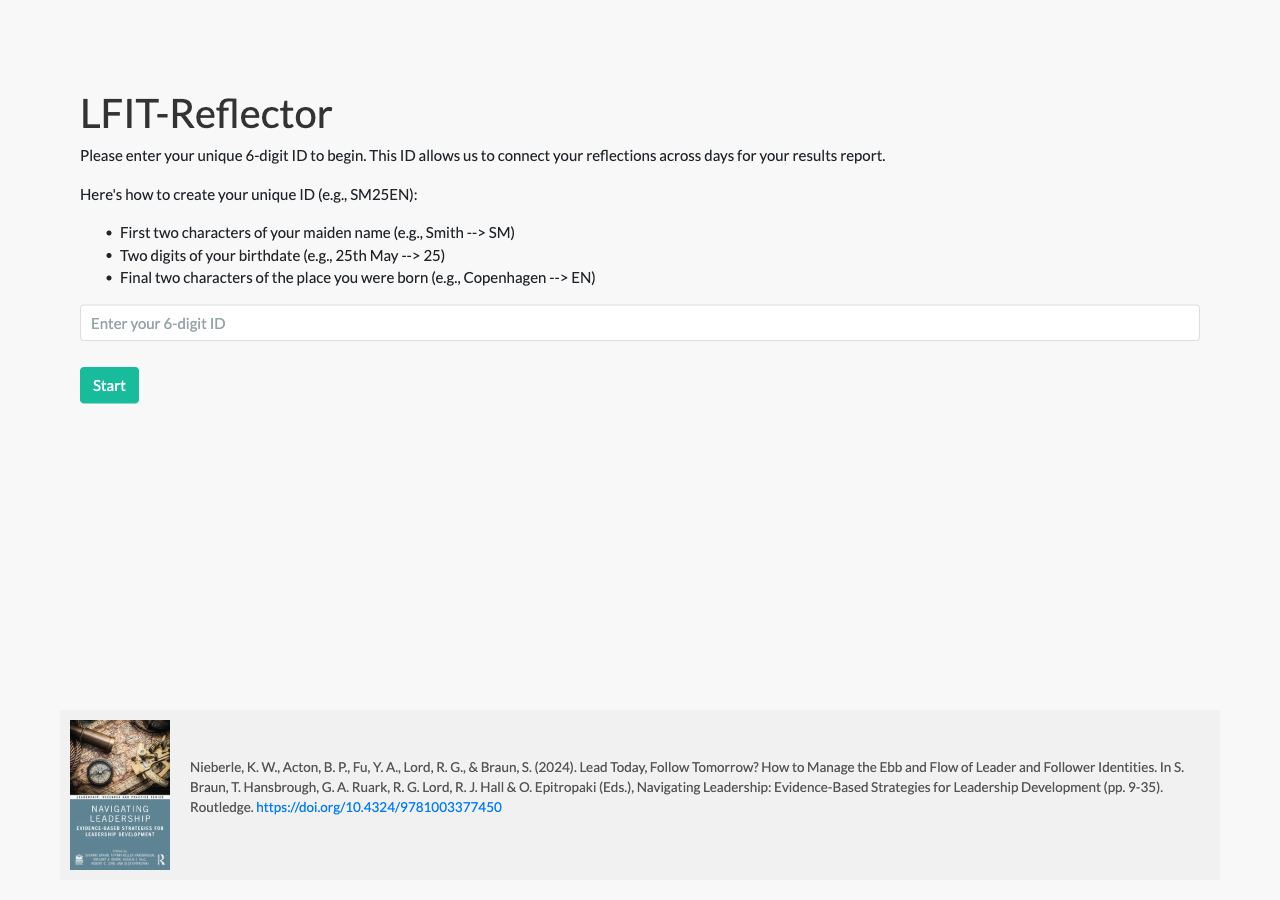 LFIT-Reflector
Please enter your unique 6-digit ID to begin. This ID allows us to connect your reflections across days for your results report.
Here's how to create your unique ID (e.g., SM25EN):
• First two characters of your maiden name (e.g., Smith --> SM)
• Two digits of your birthdate (e.g., 25th May --> 25)
• Final two characters of the place you were born (e.g., Copenhagen --> EN)
Enter your 6-digit ID
Start
LEADERSHIP: RESEARCH AND PRACTICE SERIES
NAVIGATING
LEADERSHIP
EVIDENCE-BASED STRATEGIES FOR
LEADERSHIP DEVELOPMENT
Nieberle, K. W., Acton, B. P., Fu, Y. A., Lord, R. G., & Braun, S. (2024). Lead Today, Follow Tomorrow? How to Manage the Ebb and Flow of Leader and Follower Identities. In S.
Braun, T. Hansbrough, G. A. Ruark, R. G. Lord, R. J. Hall & O. Epitropaki (Eds.), Navigating Leadership: Evidence-Based Strategies for Leadership Development (pp. 9-35).
Routledge. https://doi.org/10.4324/9781003377450